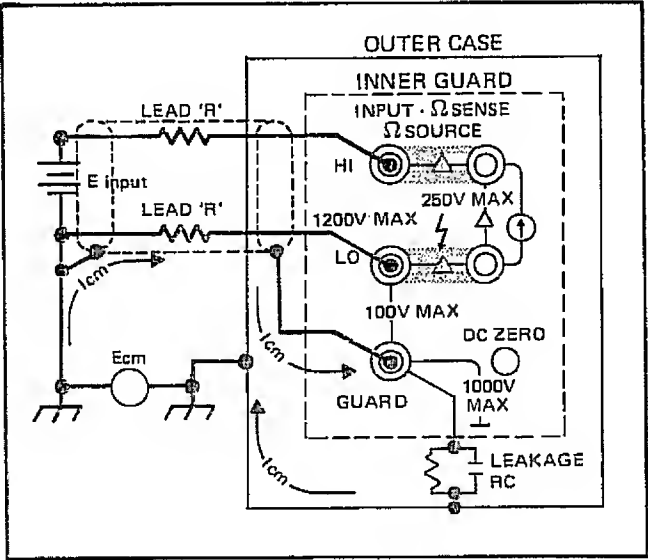 OUTER CASE
INNER GUARD
LEAD 'R'
INPUT · Ω SENSE
Ω SOURCE
HI
E input
250V MAX
LEAD 'R'
1200V MAX
LO
Icm
100V MAX
DC ZERO
Ecm
Icm
1000V
MAX
GUARD
Icm
LEAKAGE
RC